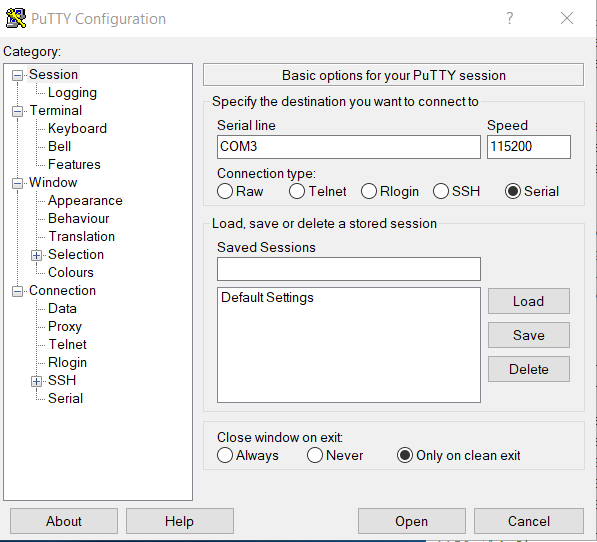 PuTTY Configuration
Category:
Session
Logging
Terminal
Keyboard
Bell
Features
Window
Appearance
Behaviour
Translation
Selection
Colours
Connection
Data
Proxy
Telnet
Rlogin
SSH
Serial
Basic options for your PuTTY session
Specify the destination you want to connect to
Serial line Speed
COM3 115200
Connection type:
Raw Telnet Rlogin SSH Serial
Load, save or delete a stored session
Saved Sessions
Default Settings
Load
Save
Delete
Close window on exit:
Always Never Only on clean exit
About Help Open Cancel